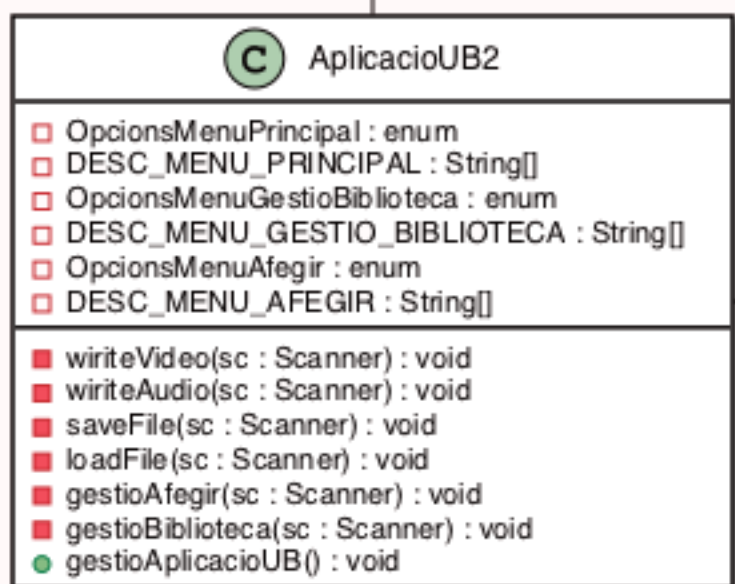 C AplicacioUB2
OpcionsMenuPrincipal : enum
DESC_MENU_PRINCIPAL : String[]
OpcionsMenuGestioBiblioteca : enum
DESC_MENU_GESTIO_BIBLIOTECA : String[]
OpcionsMenuAfegir : enum
DESC_MENU_AFEGIR : String[]
wiriteVideo(sc : Scanner) : void
wiriteAudio(sc : Scanner) : void
saveFile(sc : Scanner) : void
loadFile(sc : Scanner) : void
gestioAfegir(sc : Scanner) : void
gestioBiblioteca(sc : Scanner) : void
gestioAplicacioUB() : void